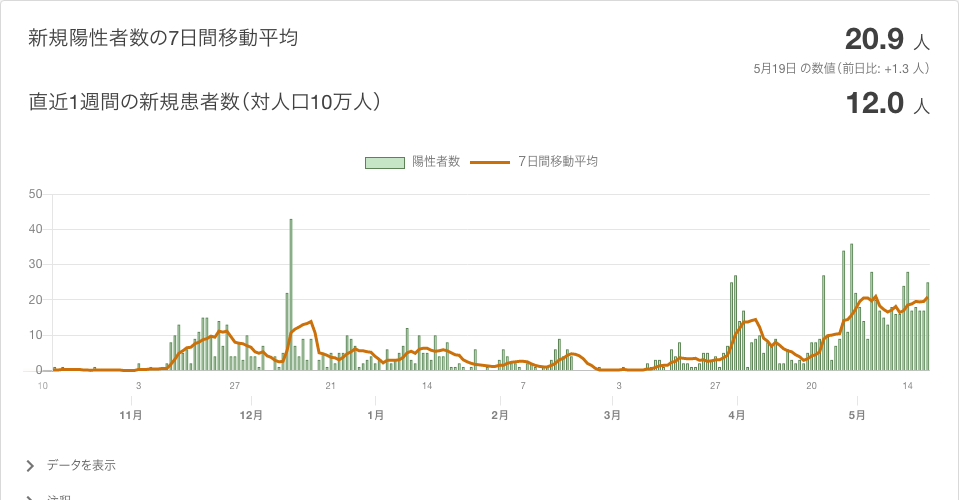 新規陽性者数の7日間移動平均
20.9 人
5月19日 の数値（前日比: +1.3 人）
直近1週間の新規患者数（対人口10万人）
12.0 人
陽性者数 7日間移動平均
50
40
30
20
10
0
10 3 27 21 14 7 3 27 20 14
11月 12月 1月 2月 3月 4月 5月
データを表示
注釈